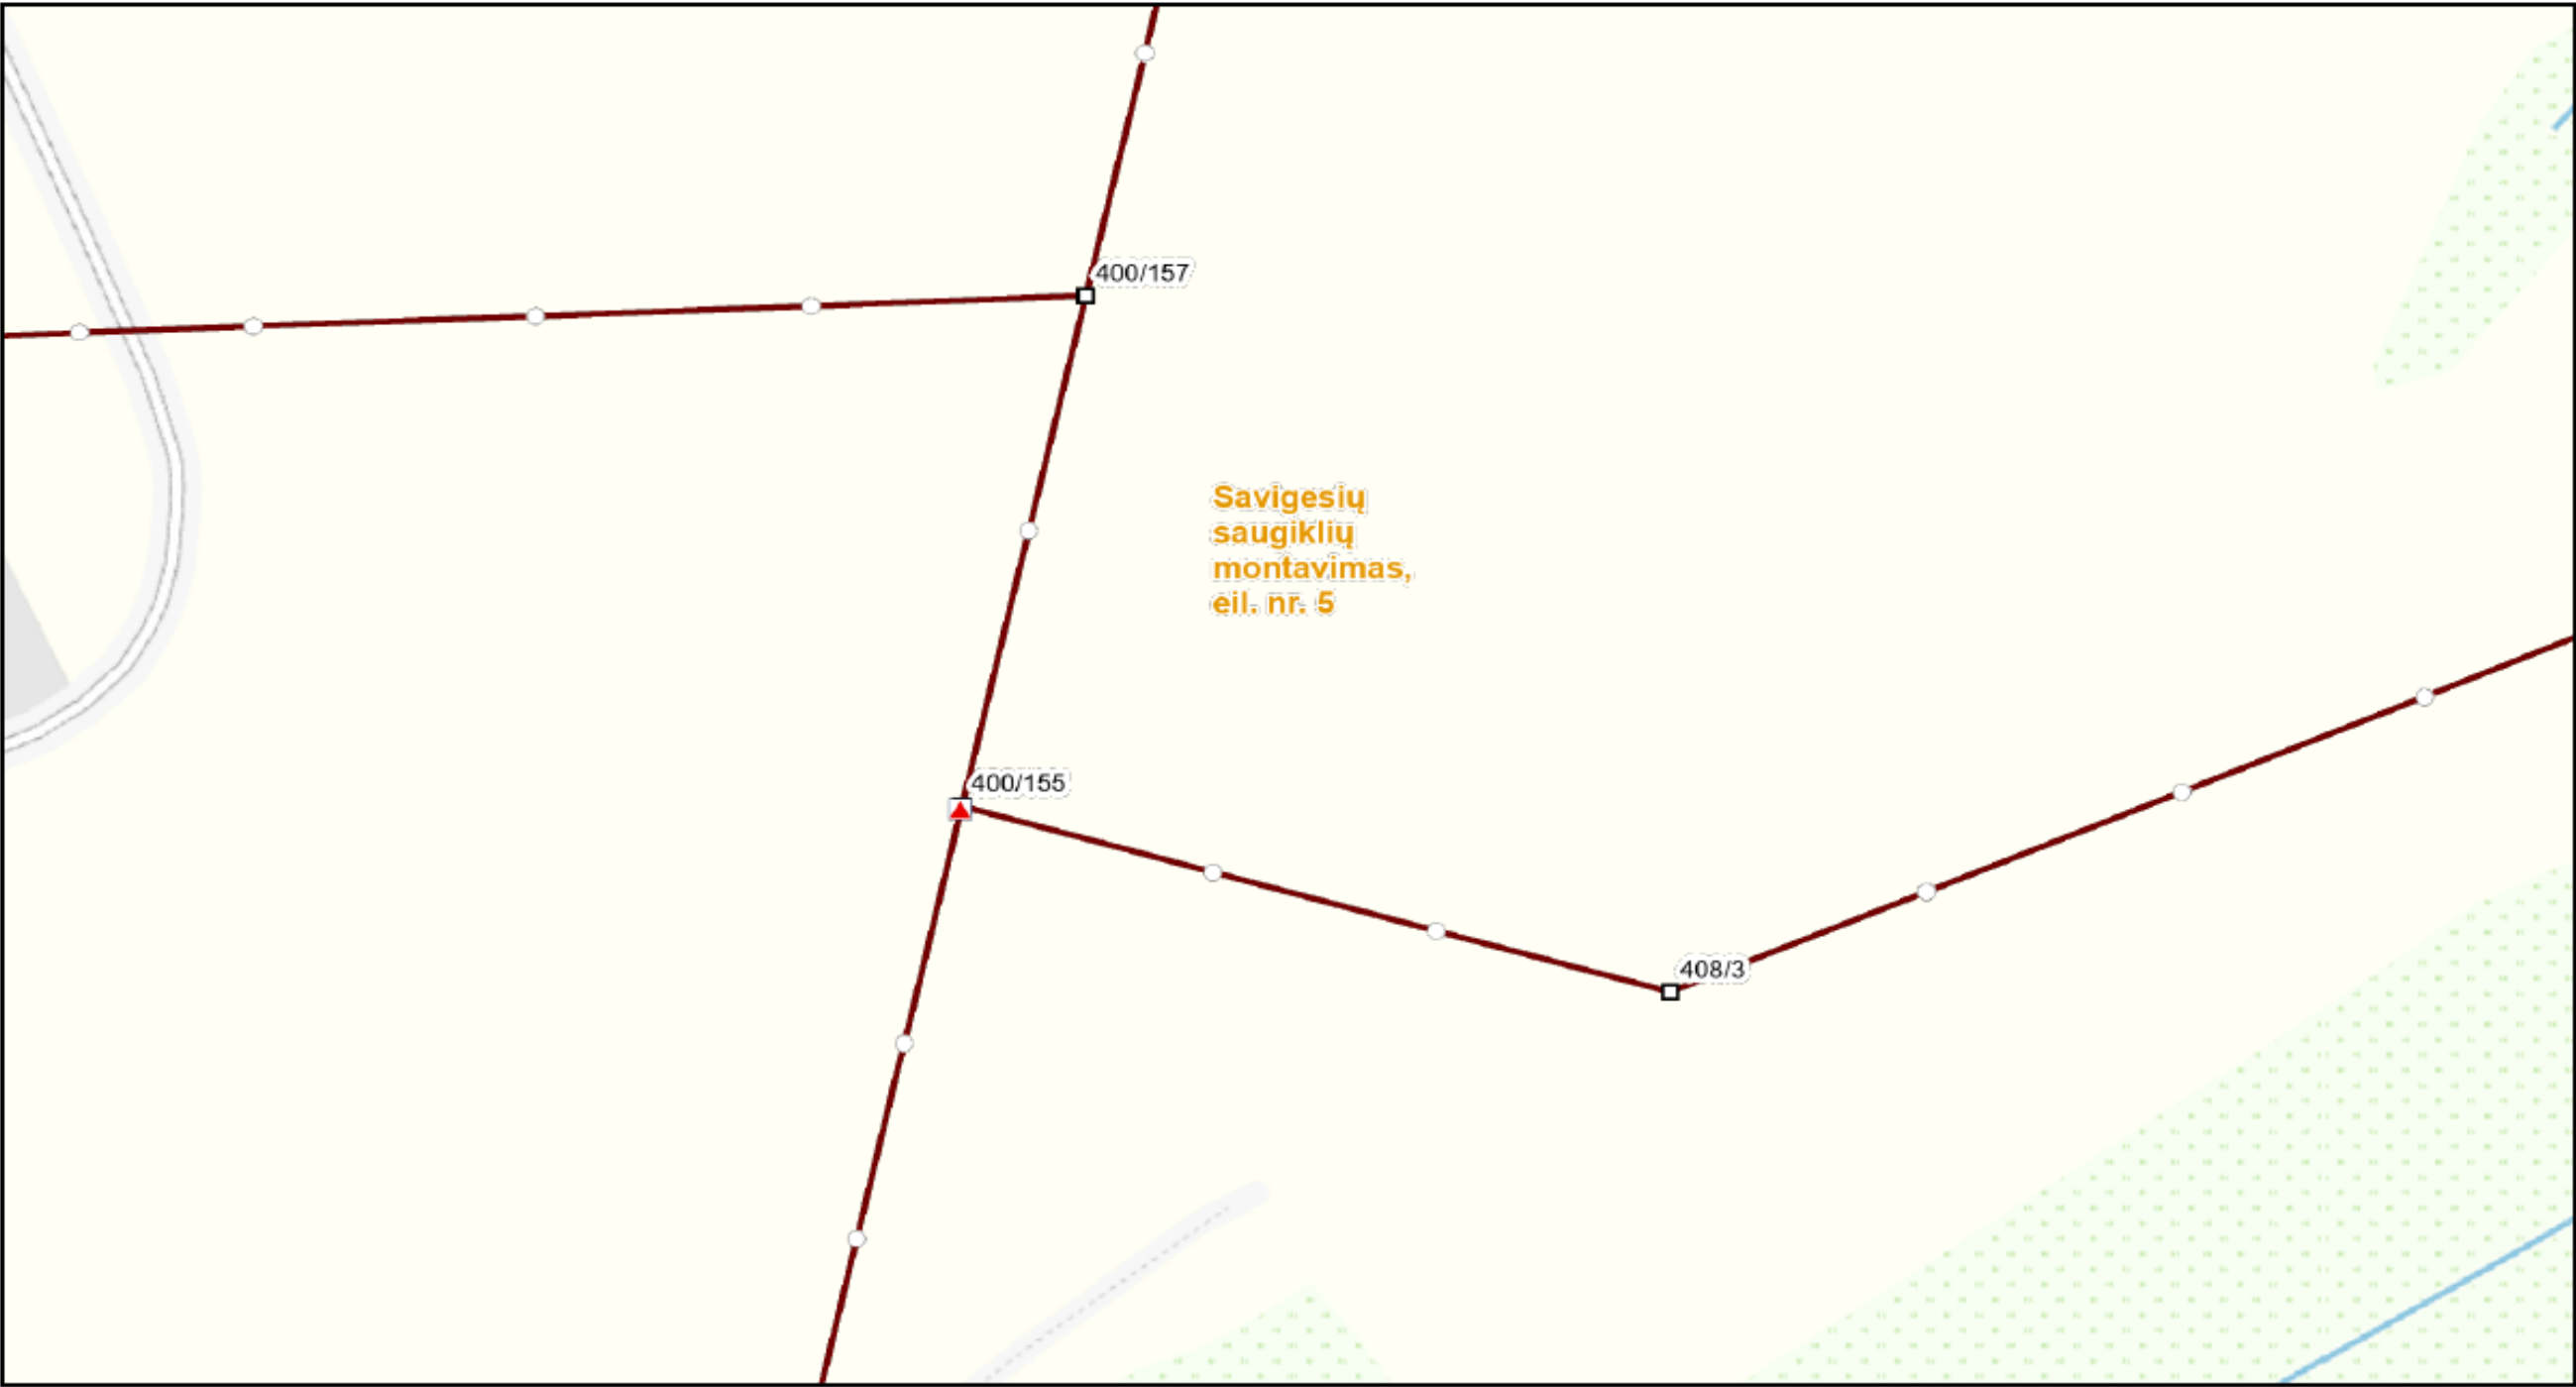 400/157
Savigesių
saugiklių
montavimas,
eil. nr. 5
400/155
408/3